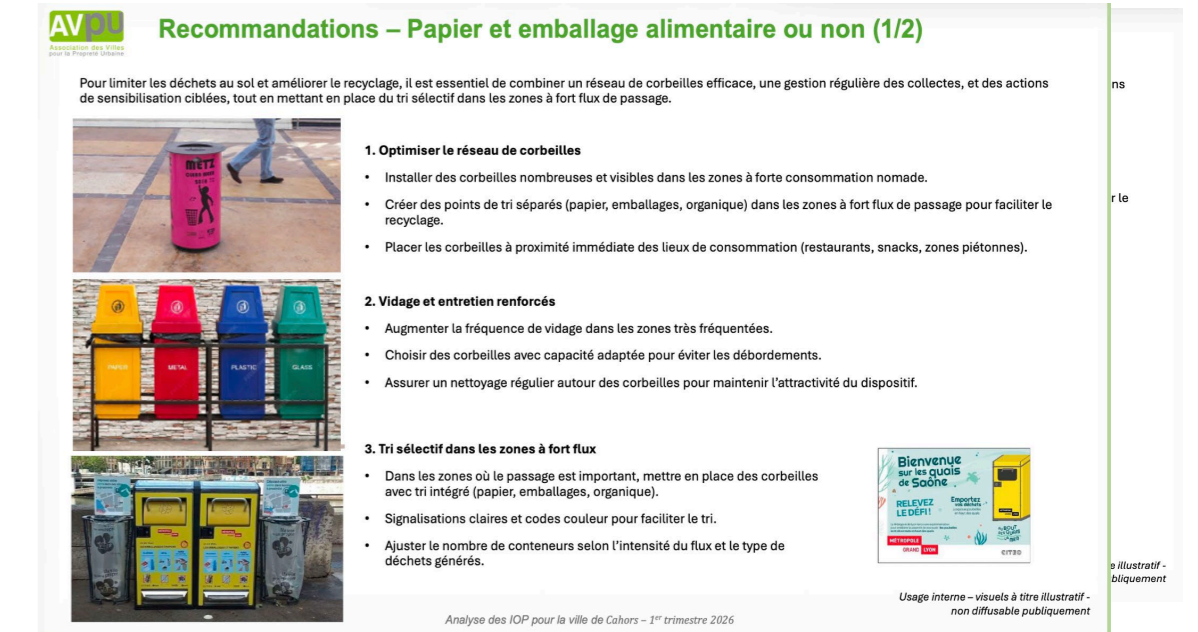 AVPU
Association des Villes
pour la Propreté Urbaine
Recommandations – Papier et emballage alimentaire ou non (1/2)
Pour limiter les déchets au sol et améliorer le recyclage, il est essentiel de combiner un réseau de corbeilles efficace, une gestion régulière des collectes, et des actions
de sensibilisation ciblées, tout en mettant en place du tri sélectif dans les zones à fort flux de passage.
ns
METZ
1. Optimiser le réseau de corbeilles
• Installer des corbeilles nombreuses et visibles dans les zones à forte consommation nomade.
• Créer des points de tri séparés (papier, emballages, organique) dans les zones à fort flux de passage pour faciliter le
recyclage.
r le
• Placer les corbeilles à proximité immédiate des lieux de consommation (restaurants, snacks, zones piétonnes).
PAPER
METAL
PLASTIC
GLASS
2. Vidage et entretien renforcés
• Augmenter la fréquence de vidage dans les zones très fréquentées.
• Choisir des corbeilles avec capacité adaptée pour éviter les débordements.
• Assurer un nettoyage régulier autour des corbeilles pour maintenir l'attractivité du dispositif.
3. Tri sélectif dans les zones à fort flux
• Dans les zones où le passage est important, mettre en place des corbeilles
avec tri intégré (papier, emballages, organique).
• Signalisations claires et codes couleur pour faciliter le tri.
• Ajuster le nombre de conteneurs selon l'intensité du flux et le type de
déchets générés.
Bienvenue
sur les quais
de Saône
RELEVEZ
LE DÉFI !
Emportez
vos déchets
MÉTROPOLE
GRAND LYON
CITEO
e illustratif -
bliquement
Usage interne – visuels à titre illustratif -
non diffusable publiquement
Analyse des IOP pour la ville de Cahors – 1er trimestre 2026